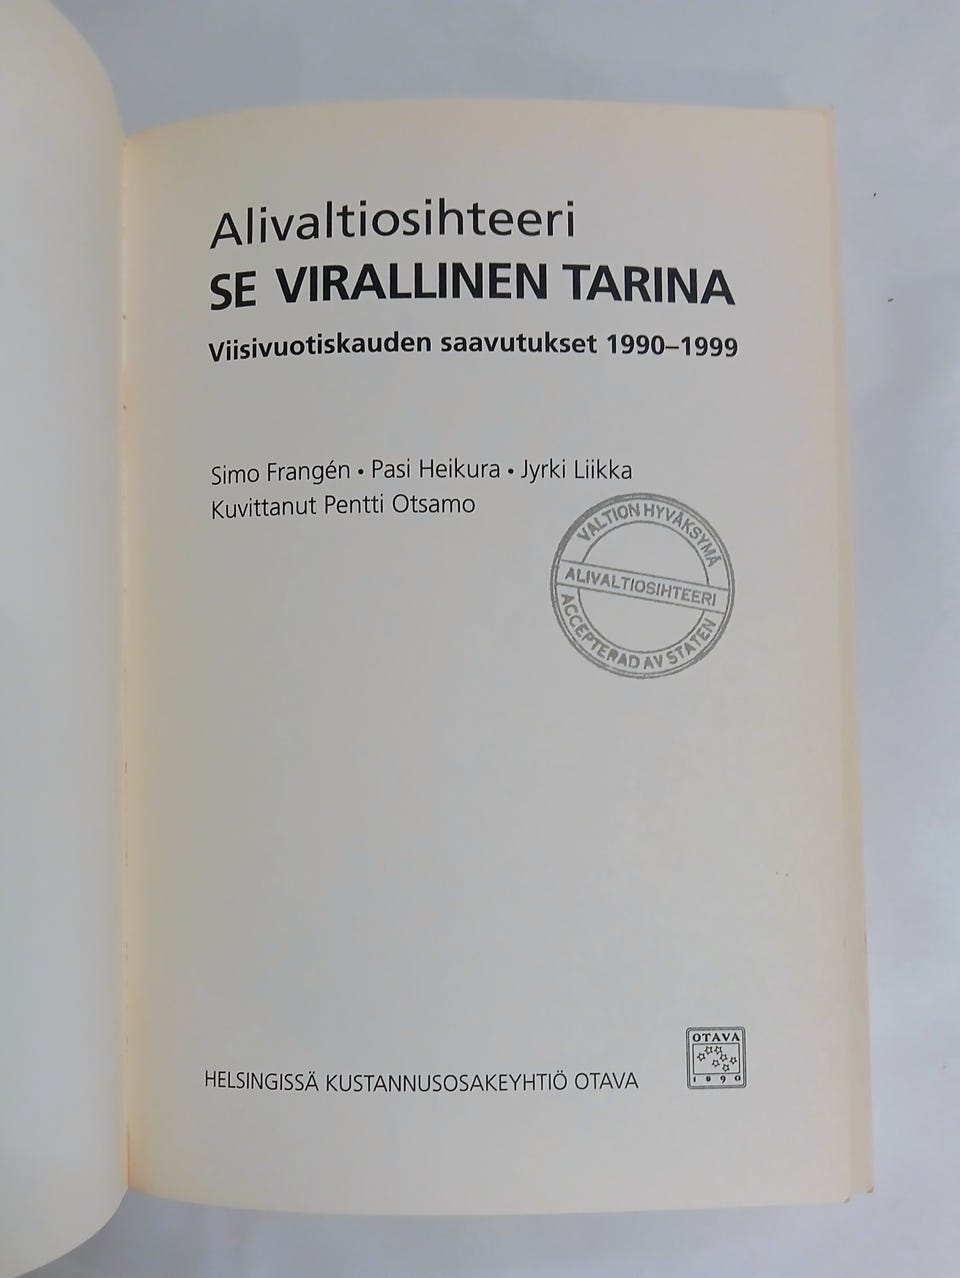 Alivaltiosihteeri
SE VIRALLINEN TARINA
Viisivuotiskauden saavutukset 1990–1999
Simo Frangén • Pasi Heikura • Jyrki Liikka
Kuvittanut Pentti Otsamo
VALTION HYVÄKSYMÄ
ALIVALTIOSIHTEERI
ACCEPTERAD AV STATEN
HELSINGISSÄ KUSTANNUSOSAKEYHTIÖ OTAVA
OTAVA
1890